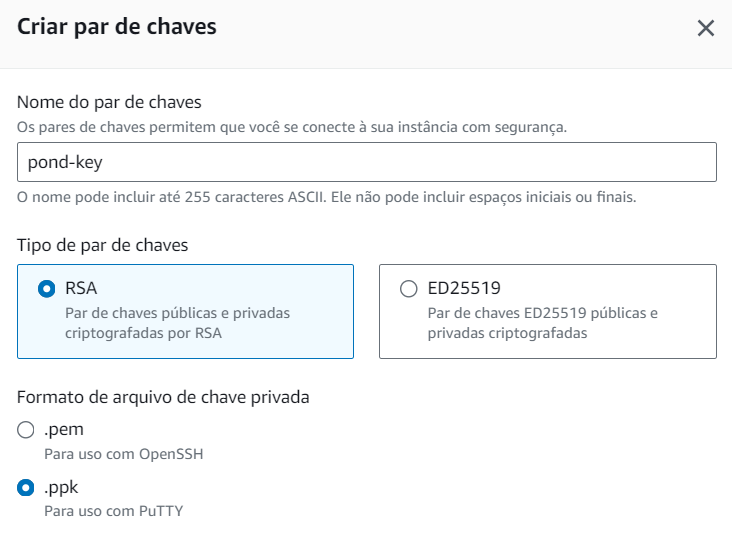 Criar par de chaves
Nome do par de chaves
Os pares de chaves permitem que você se conecte à sua instância com segurança.
pond-key
O nome pode incluir até 255 caracteres ASCII. Ele não pode incluir espaços iniciais ou finais.
Tipo de par de chaves
RSA
Par de chaves públicas e privadas
criptografadas por RSA
ED25519
Par de chaves ED25519 públicas e
privadas criptografadas
Formato de arquivo de chave privada
.pem
Para uso com OpenSSH
.ppk
Para uso com PuTTY